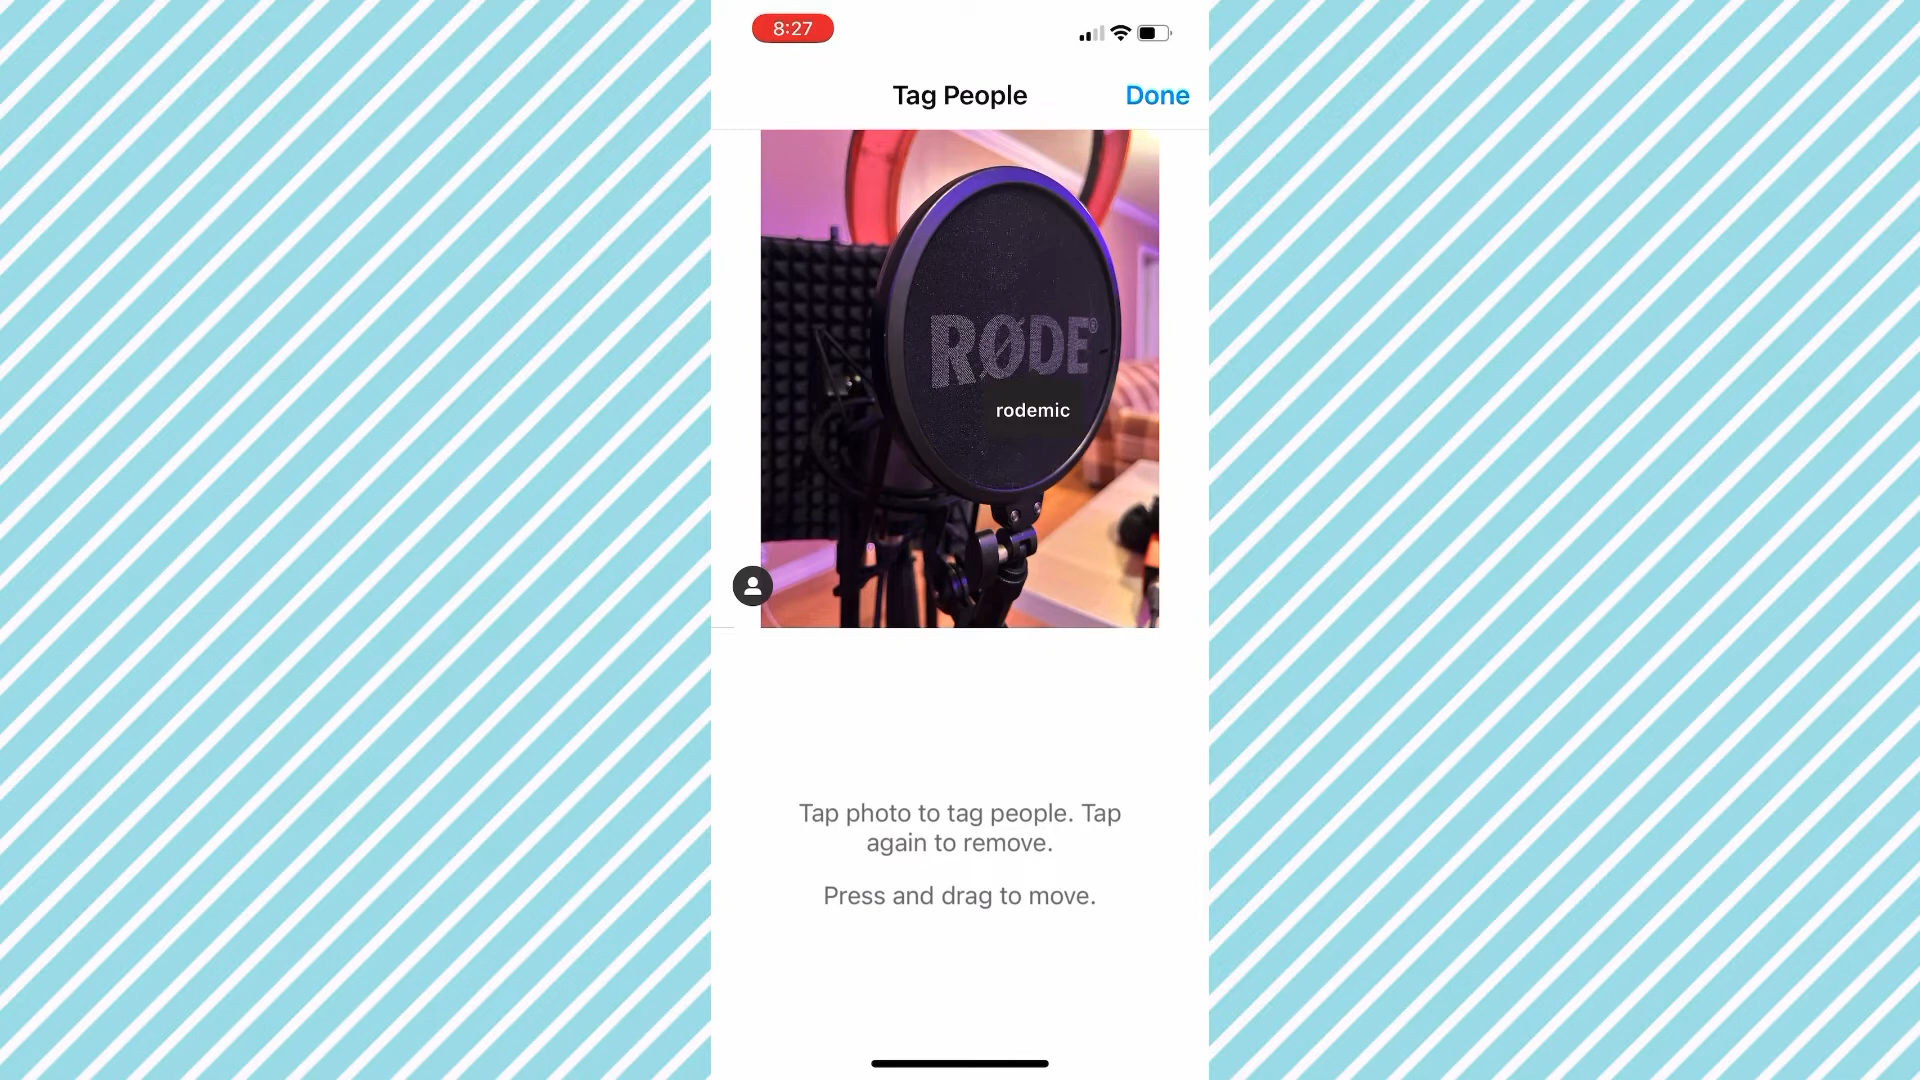 8:27
Tag People
Done
RØDE®
rodemic
Tap photo to tag people. Tap
again to remove.
Press and drag to move.